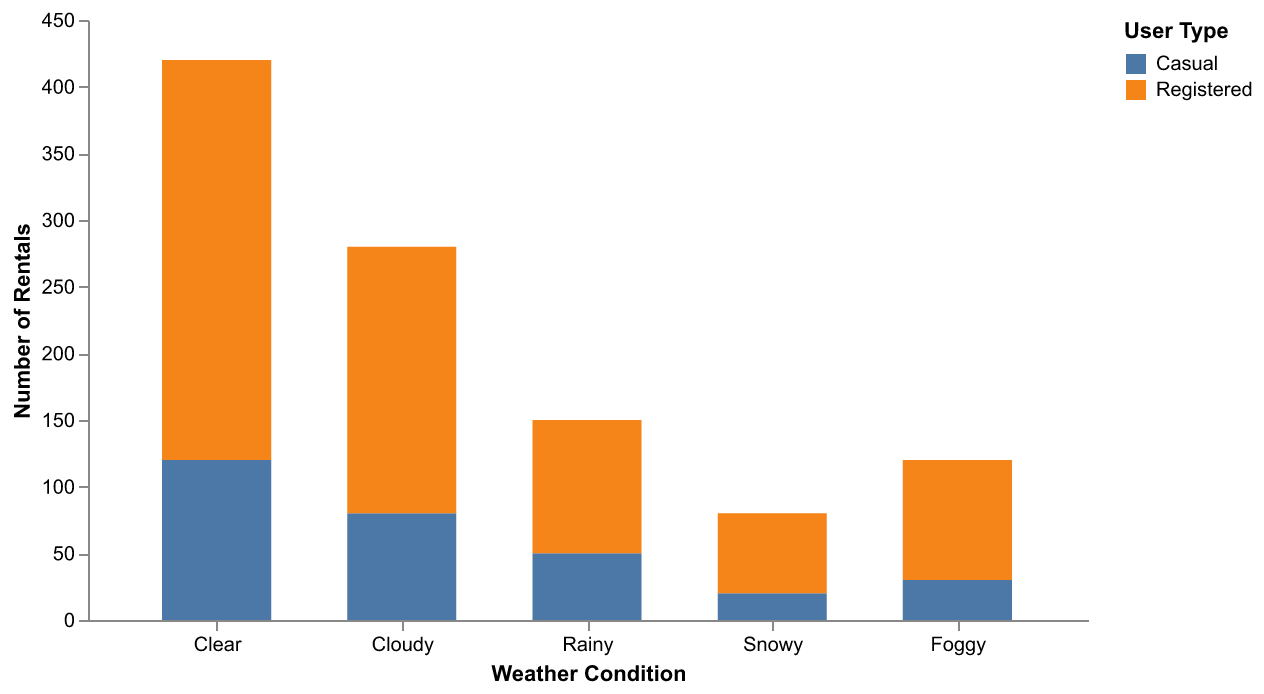 450
400
350
300
250
200
150
100
50
0
Number of Rentals
Clear Cloudy Rainy Snowy Foggy
Weather Condition
User Type
Casual
Registered